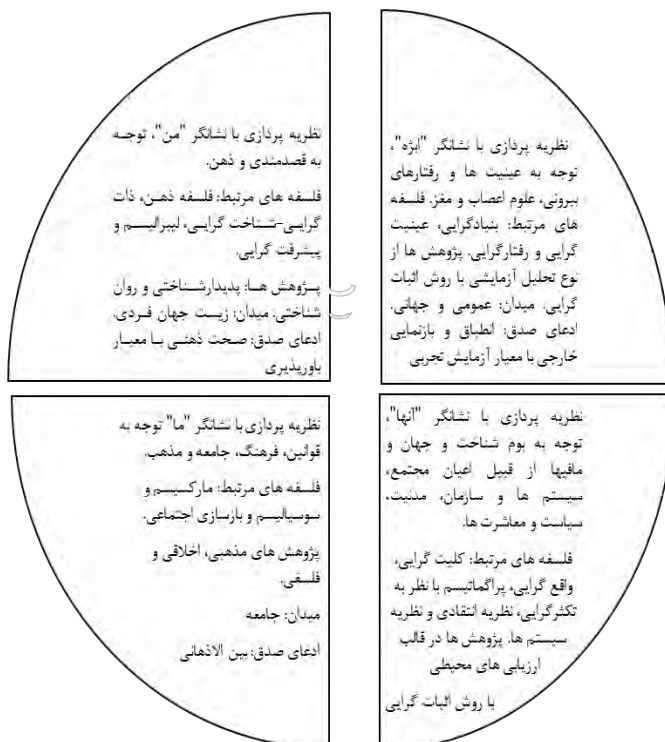 نظریه پردازی با نشانگر "ابژه"،
توجه به عینیت ها و رفتارهای
بیرونی، علوم اعصاب و مغز. فلسفه
های مرتبط: بنیادگرایی، عینیت
گرایی و رفتارگرایی. پژوهش ها از
نوع تحلیل آزمایشی با روش اثبات
گرایی. میدان: عمومی و جهانی.
ادعای صدق: انطباق و بازنمایی
خارجی با معیار آزمایش تجربی
نظریه پردازی با نشانگر "من"، توجه
به قصدمندی و ذهن.
فلسفه های مرتبط: فلسفه ذهن، ذات
گرایی-شناخت گرایی، لیبرالیسم و
پیشرفت گرایی.
پژوهش هـا: پدیدارشناختی و روان
شناختی. میدان: زیست جهان فردی.
ادعای صدق: صحت ذهنی با معیار
باورپذیری
نظریه پردازی با نشانگر "آنها"،
توجه به بوم شناخت و جهان و
مافیها از قبیل اعیان مجتمع،
سیستم ها و سازمان، مدنیت،
سیاست و معاشرت ها.
فلسفه های مرتبط: کلیت گرایی،
واقع گرایی، پراگماتیسم با نظر به
تکثرگرایی، نظریه انتقادی و نظریه
سیستم ها. پژوهش ها در قالب
ارزیابی های محیطی
با روش اثبات گرایی
نظریه پردازی با نشانگر "ما" توجه به
قوانین، فرهنگ، جامعه و مذهب.
فلسفه های مرتبط: مارکسیسم و
سوسیالیسم و بازسازی اجتماعی.
پژوهش های مذهبی، اخلاقی و
فلسفی.
میدان: جامعه
ادعای صدق: بین الاذهانی